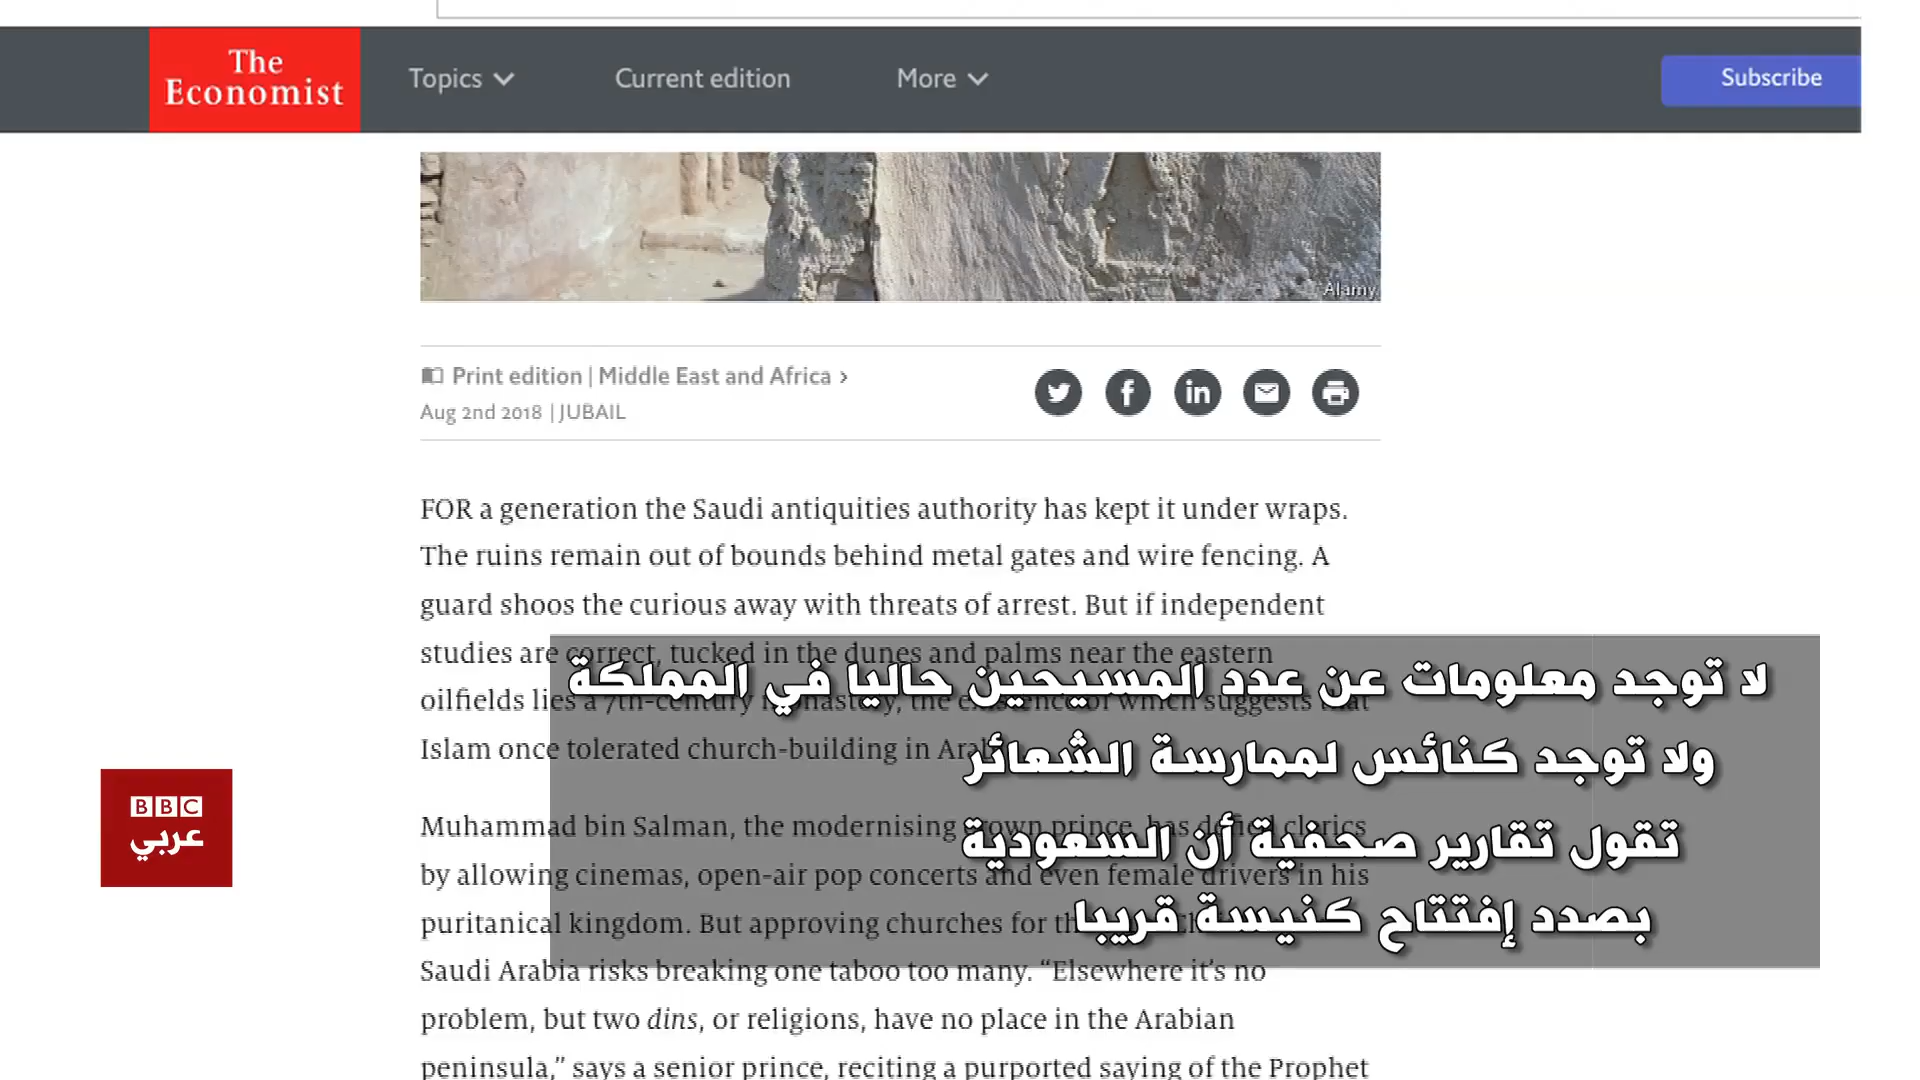 The
Economist
Topics
Current edition
More
Subscribe
Alamy
Print edition | Middle East and Africa ›
Aug 2nd 2018 | JUBAIL
FOR a generation the Saudi antiquities authority has kept it under wraps.
The ruins remain out of bounds behind metal gates and wire fencing. A
guard shoos the curious away with threats of arrest. But if independent
studies are correct, tucked in the dunes and palms near the eastern
oilfields lies a 7th-century monastery, the existence of which suggests that
Islam once tolerated church-building in
Muhammad bin Salman, the modernising crown prince, has defied clerics
by allowing cinemas, open-air pop concerts and even female drivers in his
puritanical kingdom. But approving churches for
Saudi Arabia risks breaking one taboo too many. “Elsewhere it’s no
problem, but two dins, or religions, have no place in the Arabian
peninsula,” says a senior prince, reciting a purported saying of the Prophet
لا توجد معلومات عن عدد المسيحين حاليا في المملكة
ولا توجد كنائس لممارسة الشعائر
تقول تقارير صحفية أن السعودية
بصدد إفتتاح كنيسة قريبا
BBC
عربي